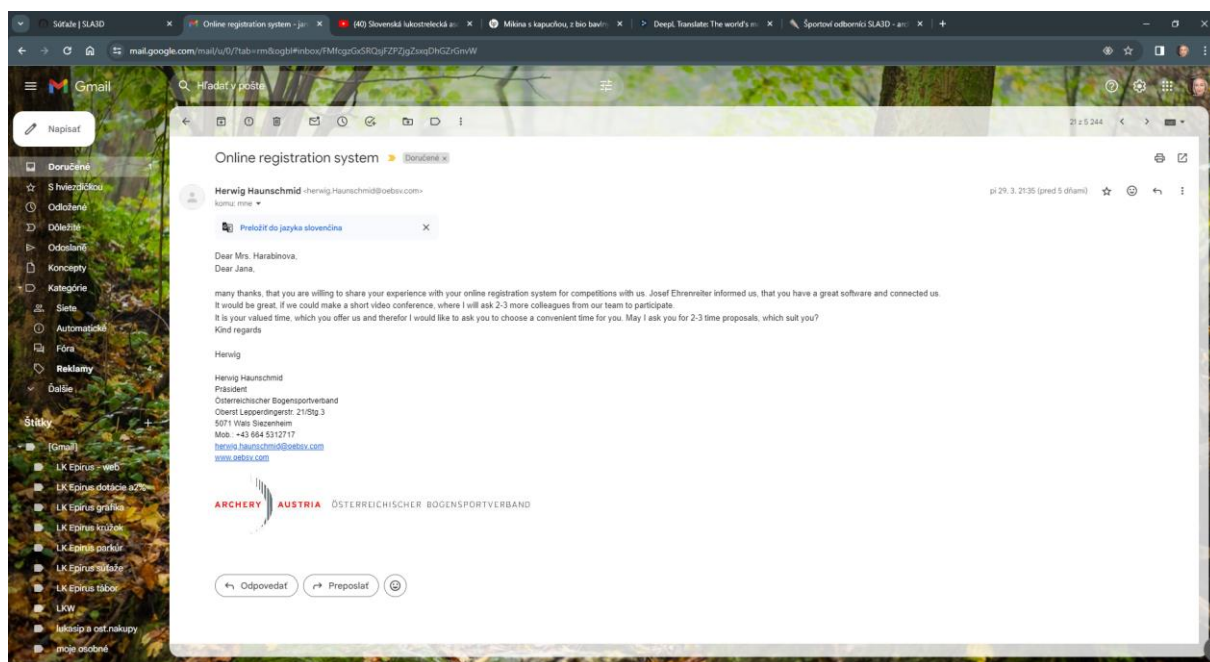 Súťaže | SLA3D
Online registration system - jan
(40) Slovenská lukostrelecká as
Mikina s kapucňou, z bio bavln
DeepL Translate: The world's m
Športoví odborníci SLA3D - arc
mail.google.com/mail/u/0/?tab=rm&ogbl#inbox/FMfcgzGxSRQsjFZPZjgZsxqDhGZrGnvW
Gmail
Hľadať v pošte
Napísať
21 z 5 244
Doručené 1
S hviezdičkou
Odložené
Dôležité
Odoslané
Koncepty
Kategórie
Siete
Automatické
Fóra
Reklamy
Ďalšie
Štítky
[Gmail]
LK Epirus - web
LK Epirus dotácie a2%
LK Epirus grafika
LK Epirus krúžok
LK Epirus parkúr
LK Epirus súťaže
LK Epirus tábor
LKW
lukasip a ost.nakupy
moje osobné
Online registration system
Doručené x
Herwig Haunschmid <herwig.Haunschmid@oebsv.com>
pi 29. 3. 21:35 (pred 5 dňami)
komu: mne
Preložiť do jazyka slovenčina
Dear Mrs. Harabinova,
Dear Jana,
many thanks, that you are willing to share your experience with your online registration system for competitions with us. Josef Ehrenreiter informed us, that you have a great software and connected us.
It would be great, if we could make a short video conference, where I will ask 2-3 more colleagues from our team to participate.
It is your valued time, which you offer us and therefor I would like to ask you to choose a convenient time for you. May I ask you for 2-3 time proposals, which suit you?
Kind regards
Herwig
Herwig Haunschmid
Präsident
Österreichischer Bogensportverband
Oberst Lepperdingerstr. 21/Stg.3
5071 Wals Siezenheim
Mob.: +43 664 5312717
herwig.haunschmid@oebsv.com
www.oebsv.com
ARCHERY AUSTRIA ÖSTERREICHISCHER BOGENSPORTVERBAND
Odpovedať
Preposlať